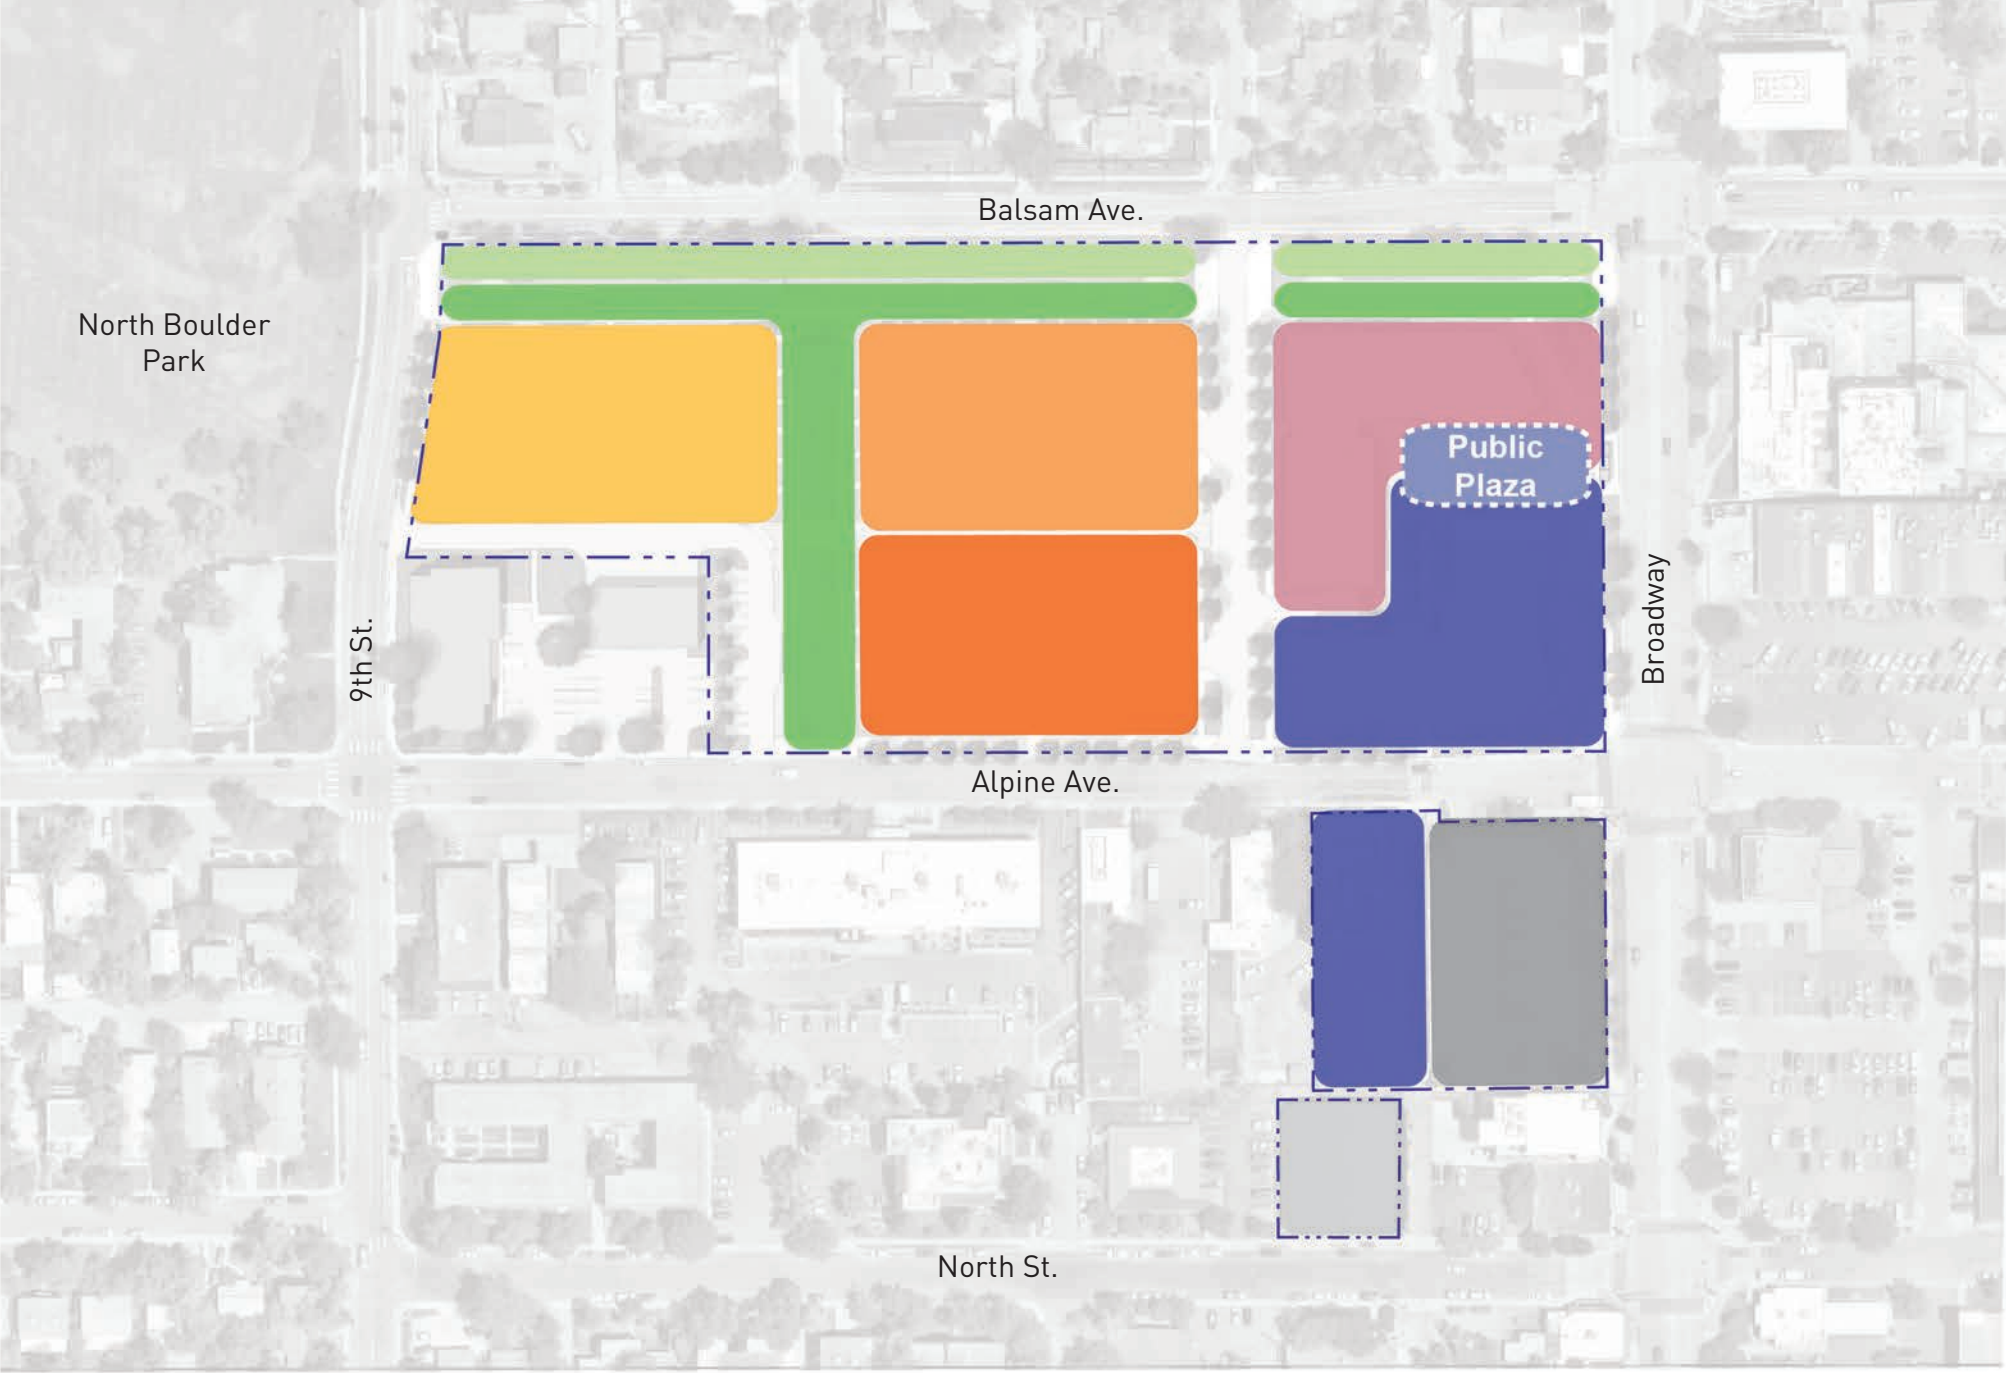 Balsam Ave.
North Boulder
Park
Public
Plaza
9th St.
Broadway
Alpine Ave.
North St.